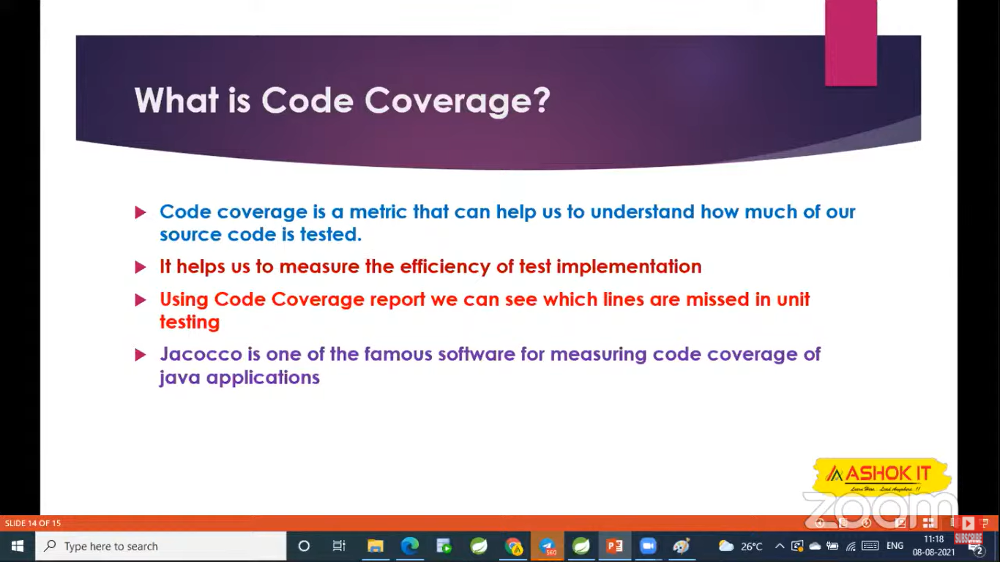 What is Code Coverage?
Code coverage is a metric that can help us to understand how much of our
source code is tested.
It helps us to measure the efficiency of test implementation
Using Code Coverage report we can see which lines are missed in unit
testing
Jacocco is one of the famous software for measuring code coverage of
java applications
ASHOK IT
Learn Here.. Lead Anywhere..!!
zoom
SLIDE 14 OF 15
SUBSCRIBE
Type here to search
560
26°C
ENG
11:18
08-08-2021
2